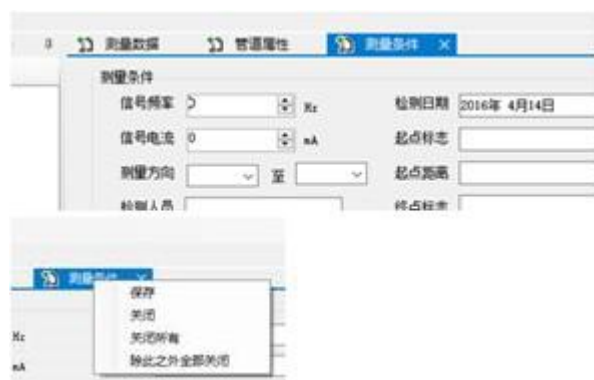 测量数据 管道属性 测量条件 ×
测量条件
信号频率 Hz 检测日期 2016年 4月14日
信号电流 0 mA 起点标志
测量方向 至 起点距离
检测人员 终点标志
测量条件 ×
保存
关闭
Hz 关闭所有
mA 除此之外全部关闭